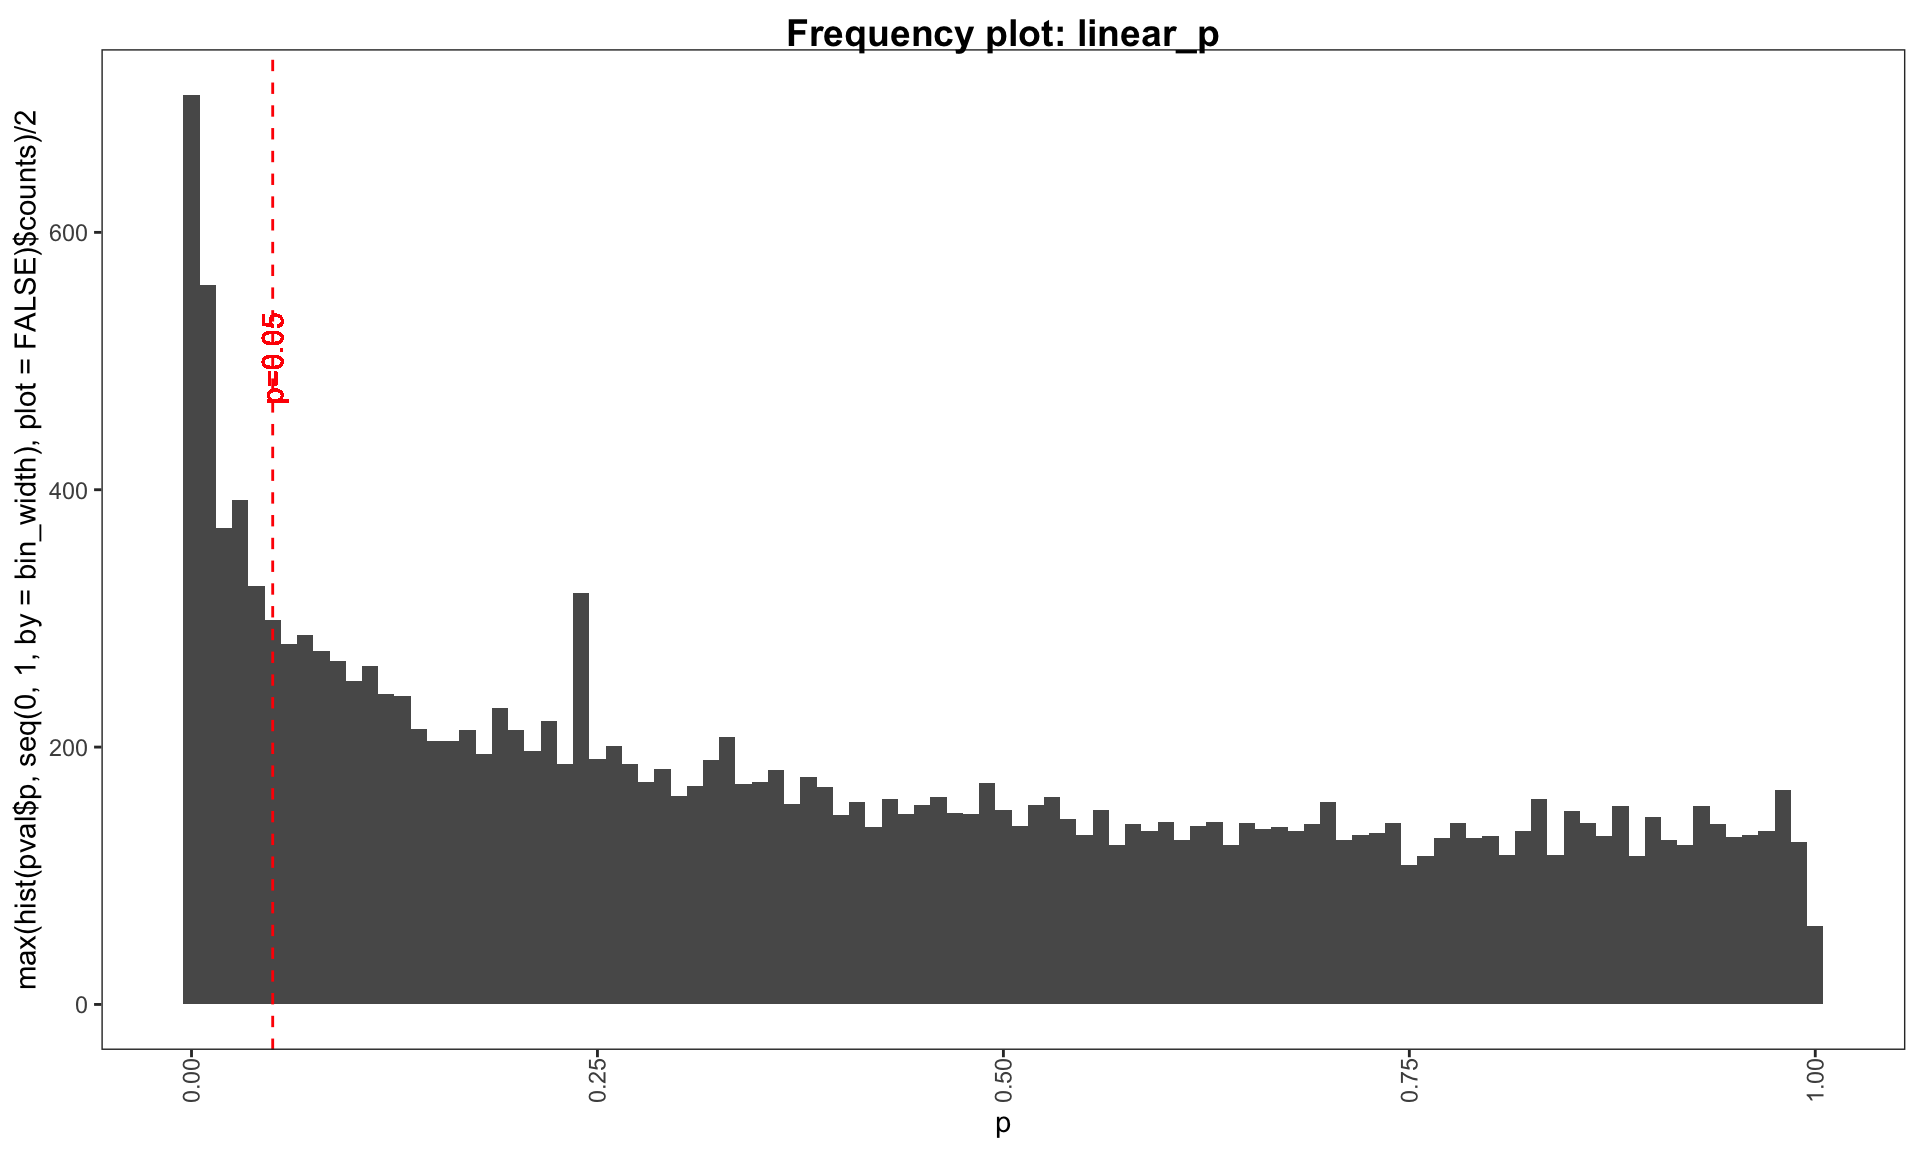 Frequency plot: linear_p
max(hist(pval$p, seq(0, 1, by = bin_width), plot = FALSE)$counts)/2
600
400
200
0
p=0.05
0.00
0.25
0.50
0.75
1.00
p